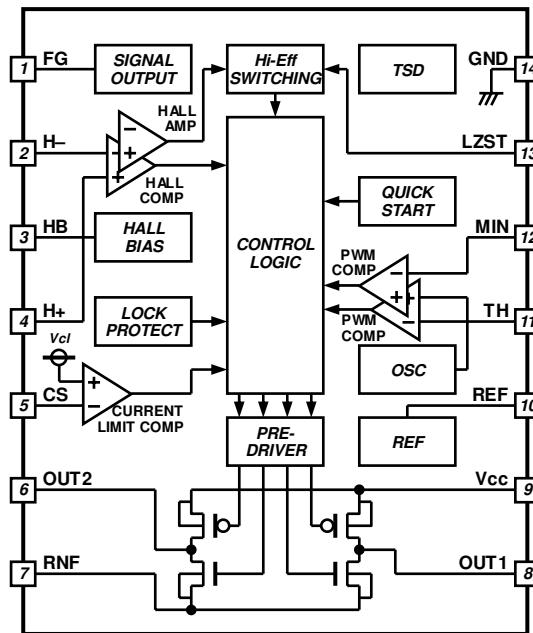 1
FG
SIGNAL
OUTPUT
Hi-Eff
SWITCHING
TSD
GND
14
HALL
AMP
2
H–
−
+
+
HALL
COMP
LZST
13
3
HB
HALL
BIAS
CONTROL
LOGIC
QUICK
START
MIN
12
PWM
COMP
−
+
+
−
PWM
COMP
4
H+
LOCK
PROTECT
TH
11
Vcl
+
−
5
CS
CURRENT
LIMIT COMP
OSC
REF
10
PRE-
DRIVER
REF
6
OUT2
Vcc
9
7
RNF
OUT1
8